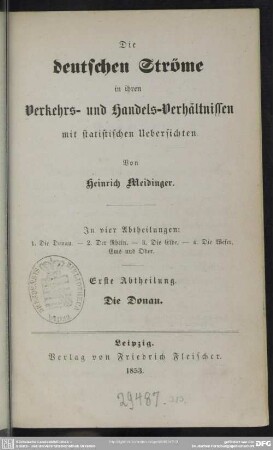 Die
deutschen Ströme
in ihren
Verkehrs- und Handels-Verhältnissen
mit statistischen Uebersichten
Von
Heinrich Meidinger.
In vier Abtheilungen:
1. Die Donau. — 2. Der Rhein. — 3. Die Elbe. — 4. Die Weser,
Ems und Oder.
Erste Abtheilung.
Die Donau.
Leipzig.
Verlag von Friedrich Fleischer.
1853.
29487.